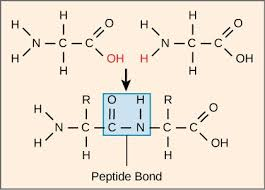 H H O H H O
N C C N C C
H H OH H H OH
R O H R O
H
N C C N C C
H H H OH
Peptide Bond